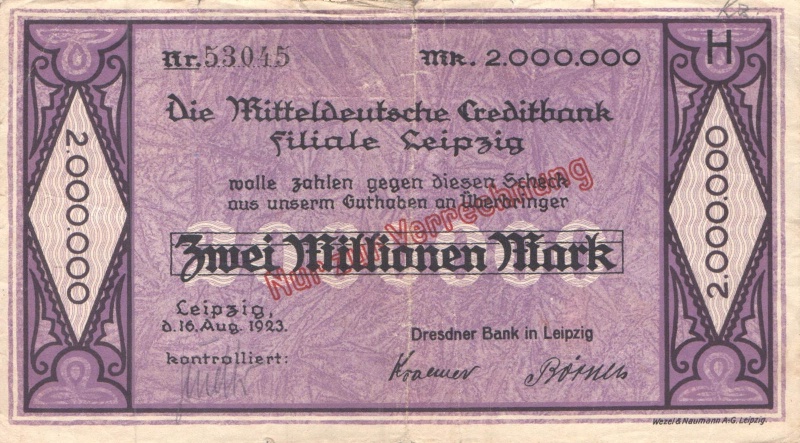 Kz
H
Nr. 53045 Mk. 2.000.000
Die Mitteldeutsche Creditbank
Filiale Leipzig
wolle zahlen gegen diesen Scheck
aus unserm Guthaben an Überbringer
Zwei Millionen Mark
Nur zur Verrechnung
Leipzig,
d. 16. Aug. 1923.
Dresdner Bank in Leipzig
kontrolliert:
Kraemer
2.000.000
2.000.000
Wezel & Naumann A-G. Leipzig.